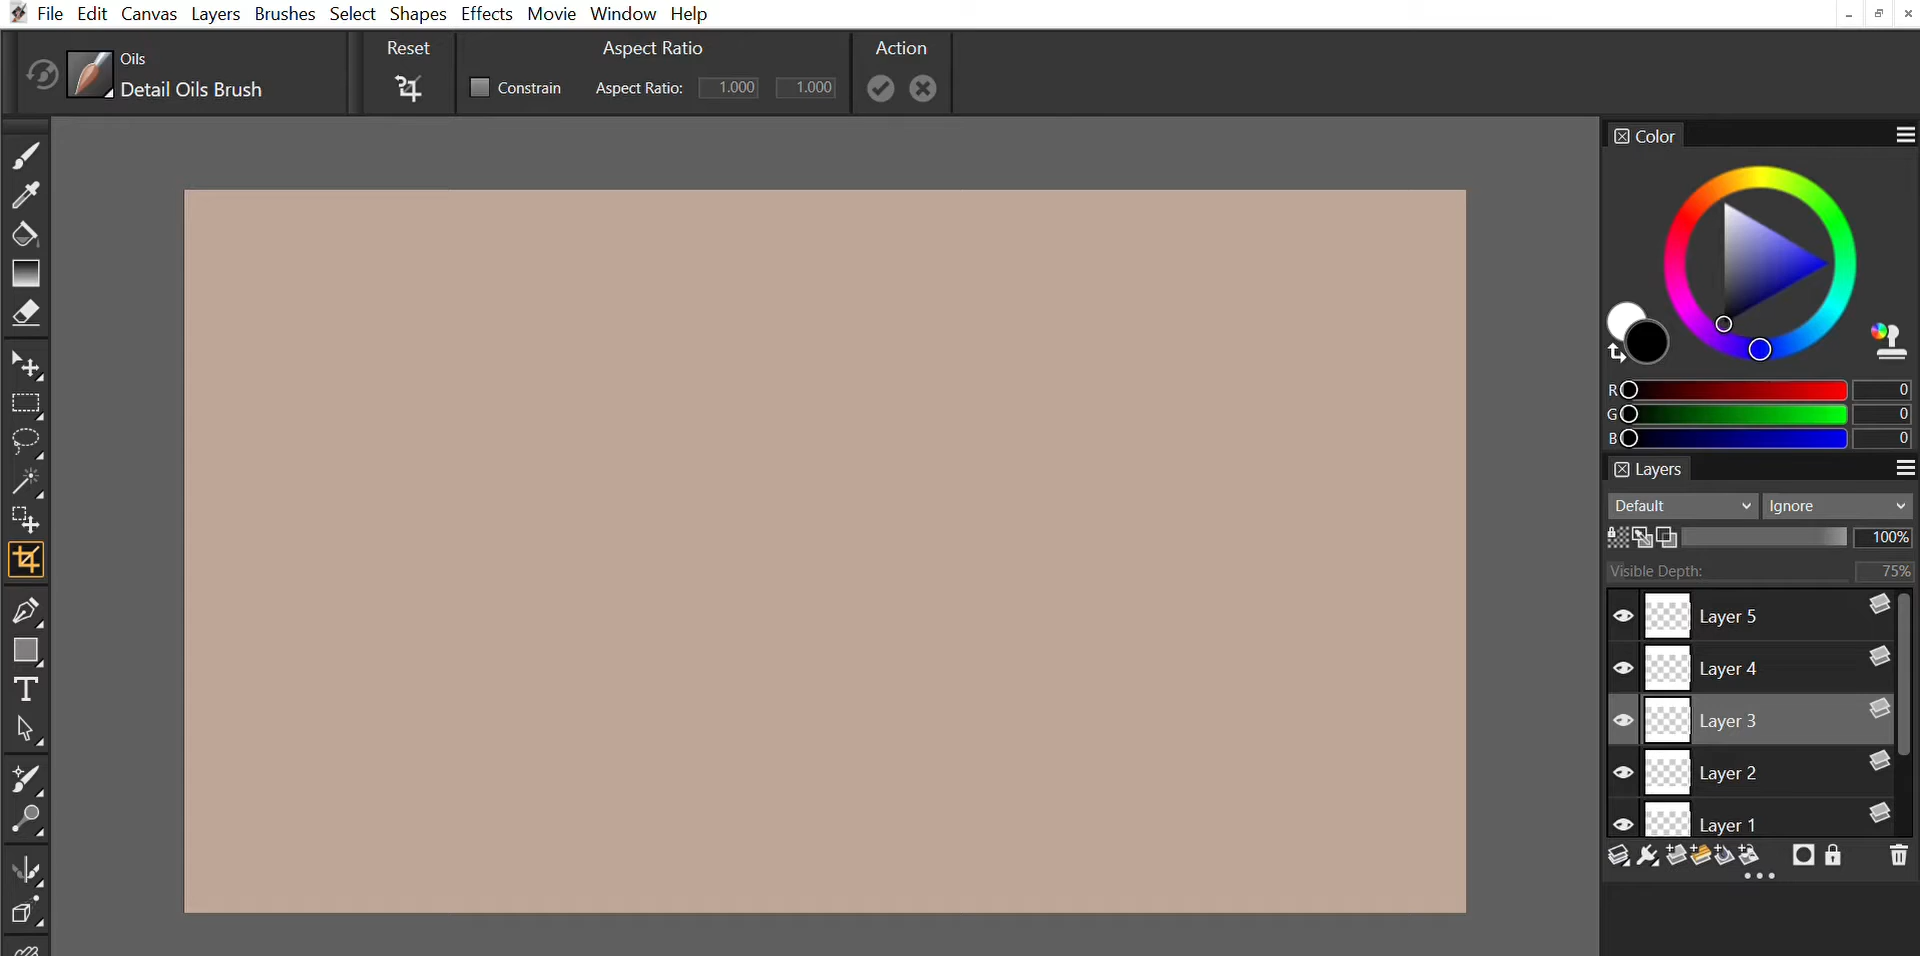 File Edit Canvas Layers Brushes Select Shapes Effects Movie Window Help
Oils
Detail Oils Brush
Reset
Aspect Ratio
Constrain Aspect Ratio: 1.000 1.000
Action
Color
R 0
G 0
B 0
Layers
Default Ignore
100%
Visible Depth: 75%
Layer 5
Layer 4
Layer 3
Layer 2
Layer 1